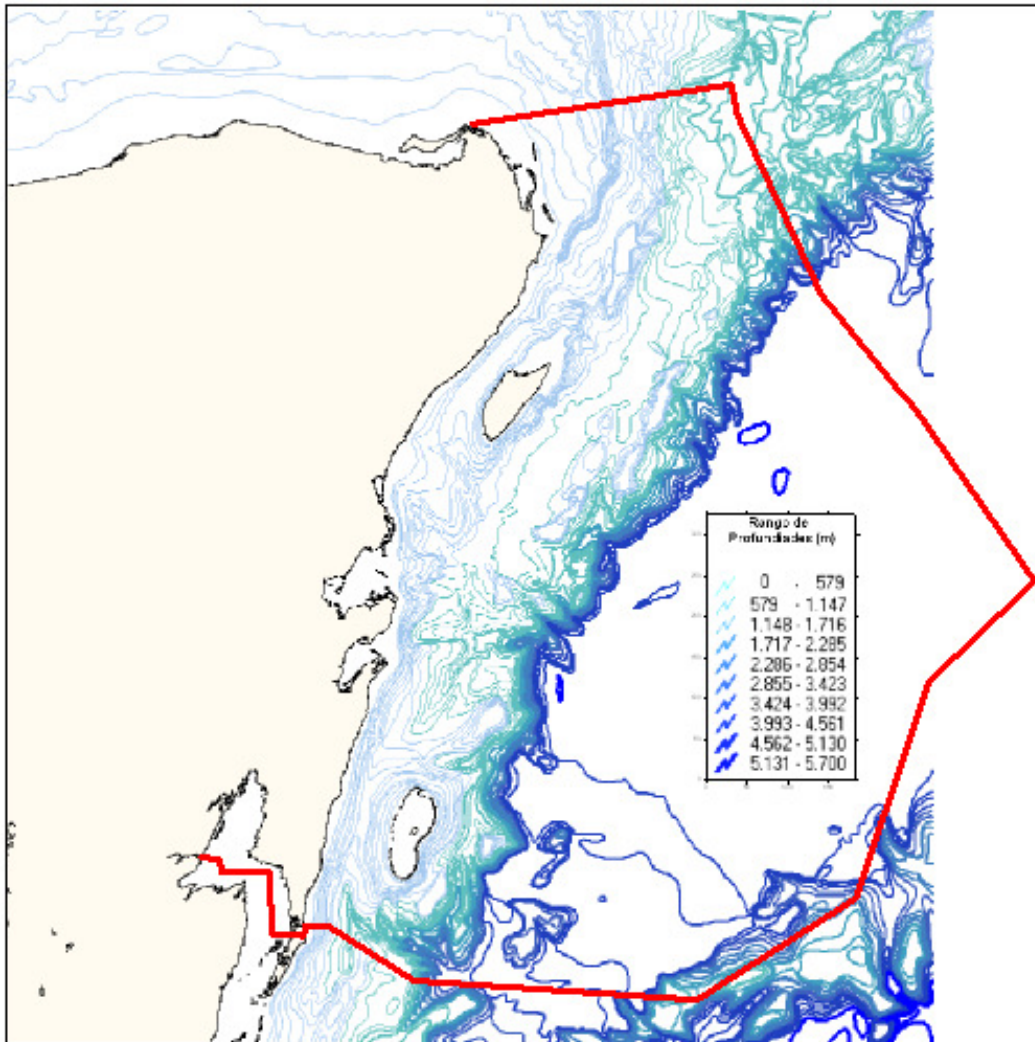 Rango de
Profundiades (m)
0 - 579
579 - 1.147
1.148 - 1.716
1.717 - 2.285
2.286 - 2.854
2.855 - 3.423
3.424 - 3.992
3.993 - 4.561
4.562 - 5.130
5.131 - 5.700